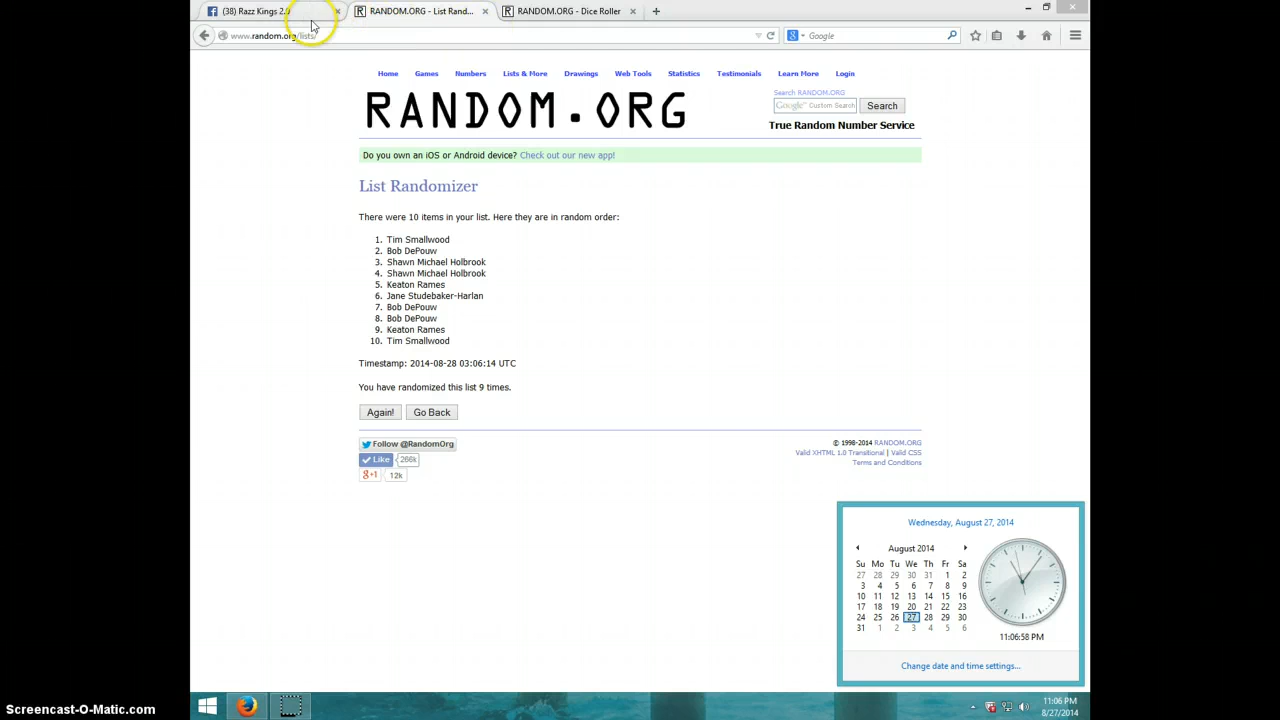 (38) Razz Kings 2.0
RANDOM.ORG - List Rand...
RANDOM.ORG - Dice Roller
www.random.org/lists/
Google
Home Games Numbers Lists & More Drawings Web Tools Statistics Testimonials Learn More Login
Search RANDOM.ORG
RANDOM.ORG
Google™ Custom Search Search
True Random Number Service
Do you own an iOS or Android device? Check out our new app!
List Randomizer
There were 10 items in your list. Here they are in random order:
1. Tim Smallwood
2. Bob DePouw
3. Shawn Michael Holbrook
4. Shawn Michael Holbrook
5. Keaton Rames
6. Jane Studebaker-Harlan
7. Bob DePouw
8. Bob DePouw
9. Keaton Rames
10. Tim Smallwood
Timestamp: 2014-08-28 03:06:14 UTC
You have randomized this list 9 times.
Again! Go Back
Follow @RandomOrg
Like 266k
g+1 12k
© 1998-2014 RANDOM.ORG
Valid XHTML 1.0 Transitional | Valid CSS
Terms and Conditions
Wednesday, August 27, 2014
August 2014
Su Mo Tu We Th Fr Sa
27 28 29 30 31 1 2
3 4 5 6 7 8 9
10 11 12 13 14 15 16
17 18 19 20 21 22 23
24 25 26 27 28 29 30
31 1 2 3 4 5 6
11:06:58 PM
Change date and time settings...
11:06 PM
8/27/2014
Screencast-O-Matic.com